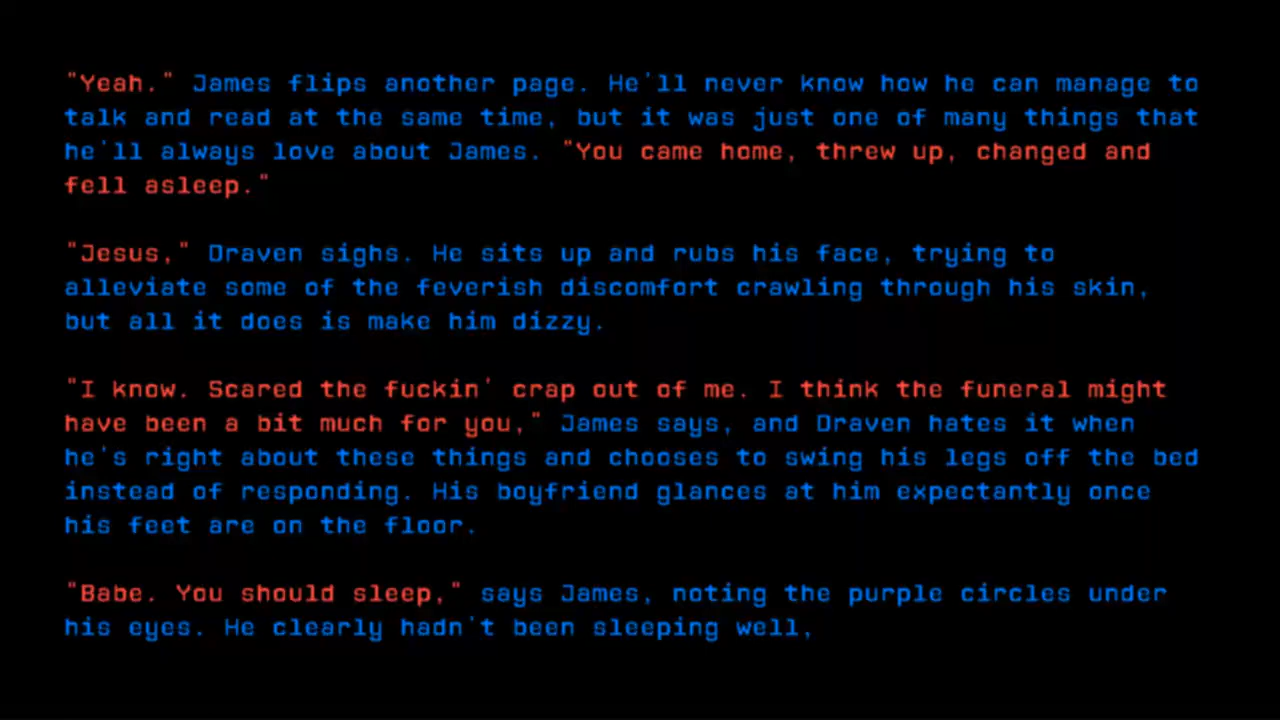 "Yeah." James flips another page. He'll never know how he can manage to
talk and read at the same time, but it was just one of many things that
he'll always love about James. "You came home, threw up, changed and
fell asleep."
"Jesus," Draven sighs. He sits up and rubs his face, trying to
alleviate some of the feverish discomfort crawling through his skin,
but all it does is make him dizzy.
"I know. Scared the fuckin' crap out of me. I think the funeral might
have been a bit much for you," James says, and Draven hates it when
he's right about these things and chooses to swing his legs off the bed
instead of responding. His boyfriend glances at him expectantly once
his feet are on the floor.
"Babe. You should sleep," says James, noting the purple circles under
his eyes. He clearly hadn't been sleeping well,